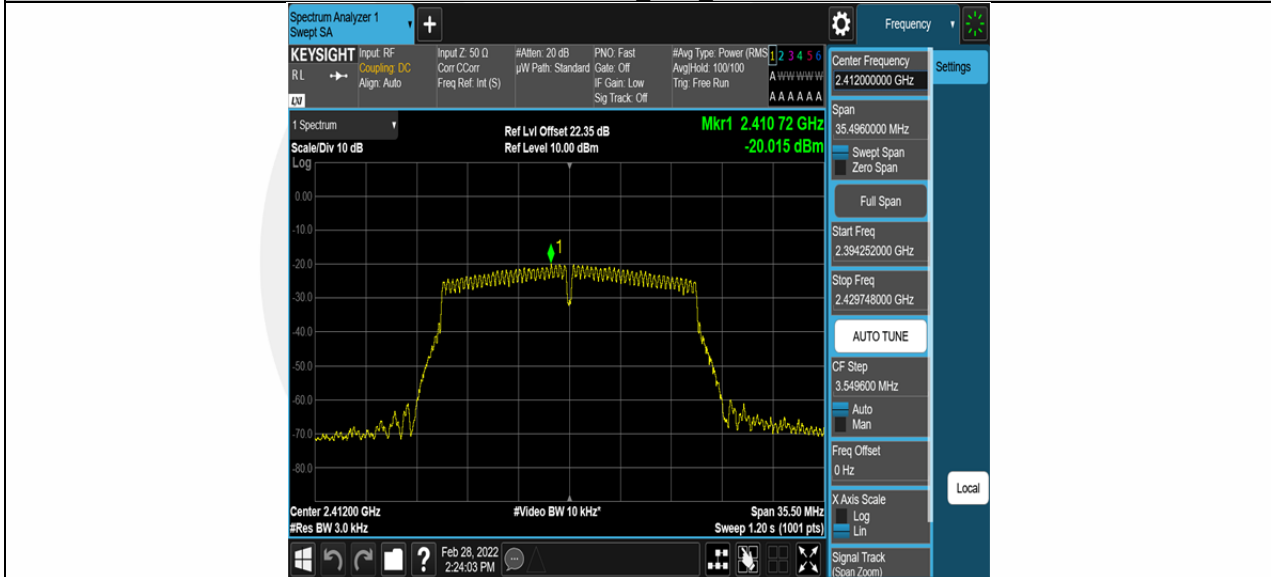 Spectrum Analyzer 1
Swept SA
+
Frequency
KEYSIGHT
RL
LXI
Input: RF
Coupling: DC
Align: Auto
Input Z: 50 Ω
Corr CCorr
Freq Ref: Int (S)
#Atten: 20 dB
µW Path: Standard
PNO: Fast
Gate: Off
IF Gain: Low
Sig Track: Off
#Avg Type: Power (RMS
Avg|Hold: 100/100
Trig: Free Run
1 2 3 4 5 6
A W W W W W
A A A A A A
1 Spectrum
Scale/Div 10 dB
Log
Ref Lvl Offset 22.35 dB
Ref Level 10.00 dBm
Mkr1 2.410 72 GHz
-20.015 dBm
0.00
-10.0
-20.0
-30.0
-40.0
-50.0
-60.0
-70.0
-80.0
1
Center 2.41200 GHz
#Res BW 3.0 kHz
#Video BW 10 kHz*
Span 35.50 MHz
Sweep 1.20 s (1001 pts)
Center Frequency
2.412000000 GHz
Settings
Span
35.4960000 MHz
Swept Span
Zero Span
Full Span
Start Freq
2.394252000 GHz
Stop Freq
2.429748000 GHz
AUTO TUNE
CF Step
3.549600 MHz
Auto
Man
Freq Offset
0 Hz
X Axis Scale
Log
Lin
Local
Signal Track
(Span Zoom)
?
Feb 28, 2022
2:24:03 PM